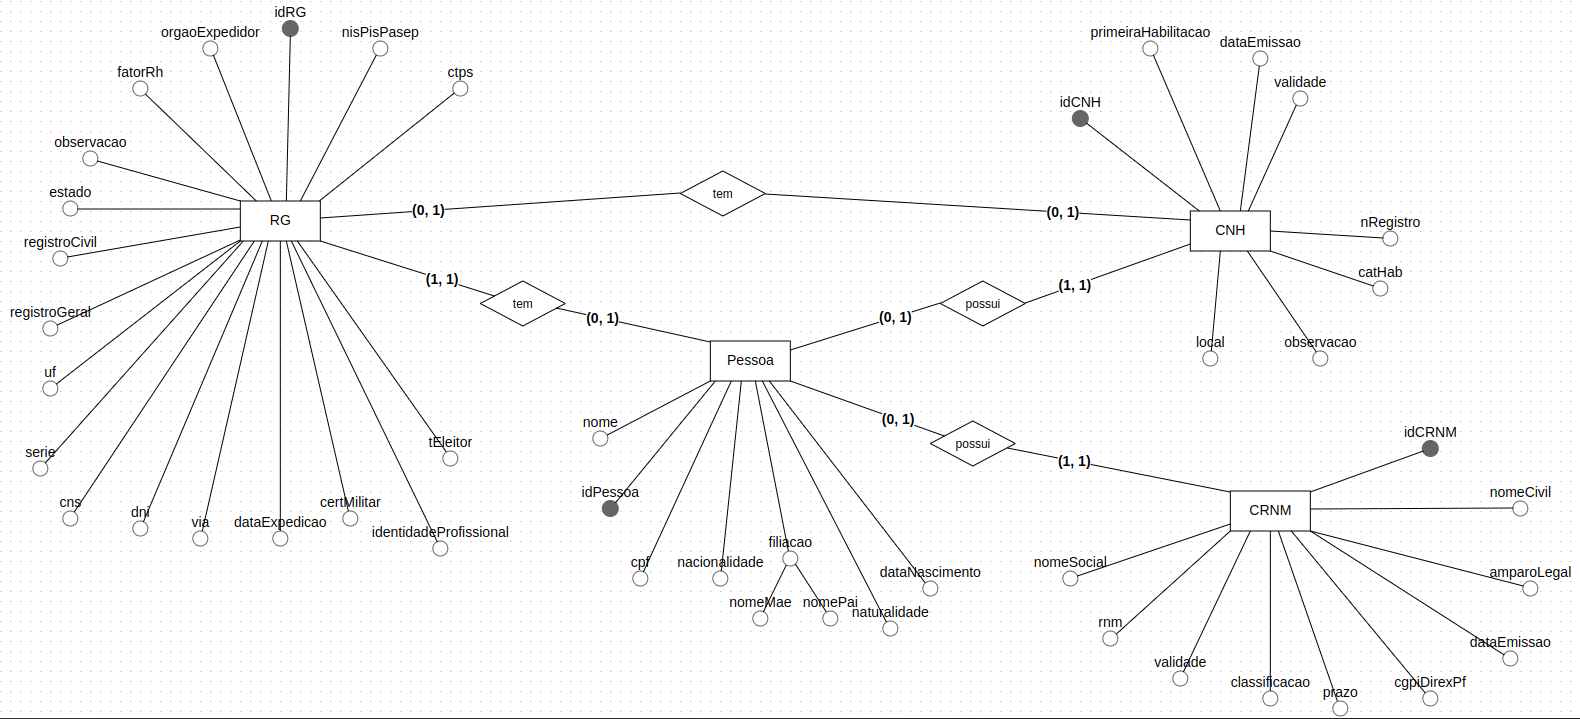 idRG
orgaoExpedidor
nisPisPasep
fatorRh
ctps
observacao
estado
registroCivil
registroGeral
uf
serie
cns
dni
via
dataExpedicao
certMilitar
identidadeProfissional
tEleitor
RG
(0, 1)
tem
(0, 1)
(1, 1)
tem
(0, 1)
primeiraHabilitacao
dataEmissao
validade
idCNH
CNH
nRegistro
catHab
local
observacao
(0, 1)
possui
(1, 1)
Pessoa
nome
idPessoa
cpf
nacionalidade
filiacao
nomeMae
nomePai
naturalidade
dataNascimento
(0, 1)
possui
(1, 1)
CRNM
idCRNM
nomeCivil
nomeSocial
amparoLegal
rnm
dataEmissao
validade
classificacao
prazo
cgpiDirexPf